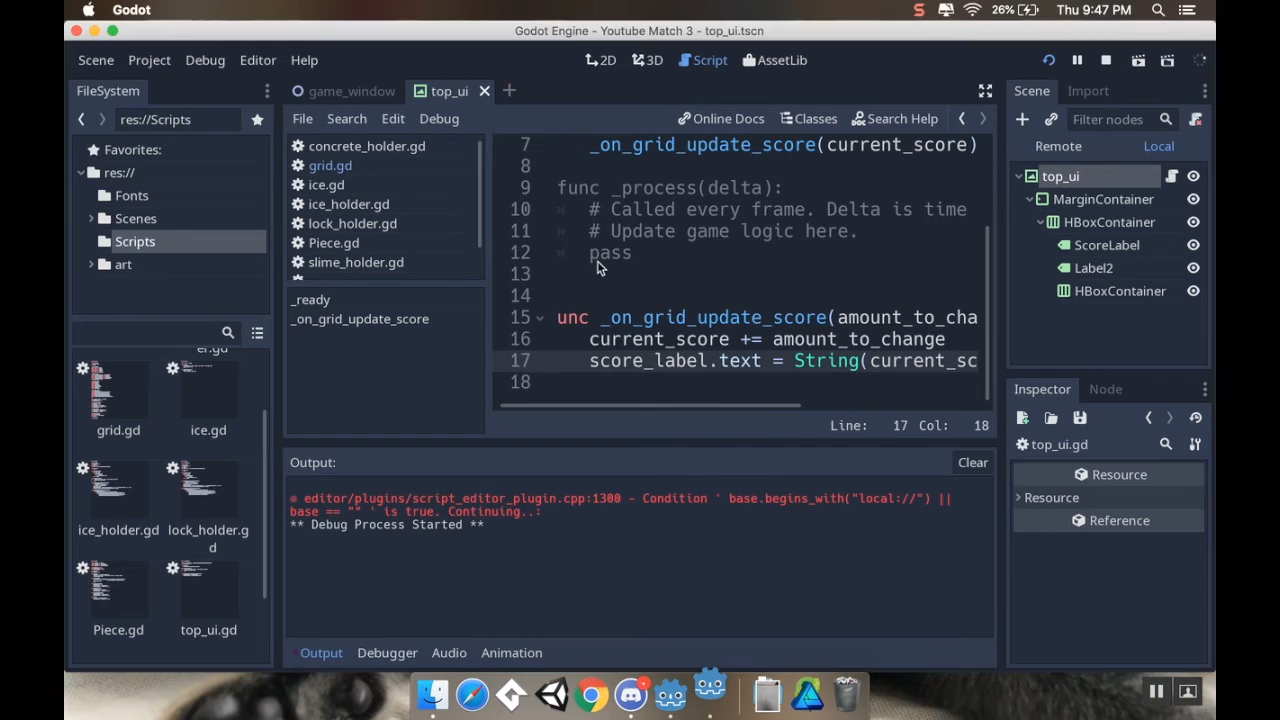 Godot
26%
Thu 9:47 PM
Godot Engine - Youtube Match 3 - top_ui.tscn
Scene Project Debug Editor Help
2D 3D Script AssetLib
FileSystem
game_window
top_ui
Scene Import
res://Scripts
File Search Edit Debug
Online Docs Classes Search Help
Filter nodes
Favorites:
res://
Fonts
Scenes
Scripts
art
concrete_holder.gd
grid.gd
ice.gd
ice_holder.gd
lock_holder.gd
Piece.gd
slime_holder.gd
_ready
_on_grid_update_score
7 _on_grid_update_score(current_score)
8
9 func _process(delta):
10 # Called every frame. Delta is time
11 # Update game logic here.
12 pass
13
14
15 unc _on_grid_update_score(amount_to_cha
16 current_score += amount_to_change
17 score_label.text = String(current_sc
18
Line: 17 Col: 18
Remote Local
top_ui
MarginContainer
HBoxContainer
ScoreLabel
Label2
HBoxContainer
Inspector Node
top_ui.gd
Resource
Resource
Reference
er.gd
grid.gd ice.gd
ice_holder.gd lock_holder.g
d
Piece.gd top_ui.gd
Output:
Clear
editor/plugins/script_editor_plugin.cpp:1300 - Condition ' base.begins_with("local://") ||
base == "" ' is true. Continuing..:
** Debug Process Started **
Output Debugger Audio Animation